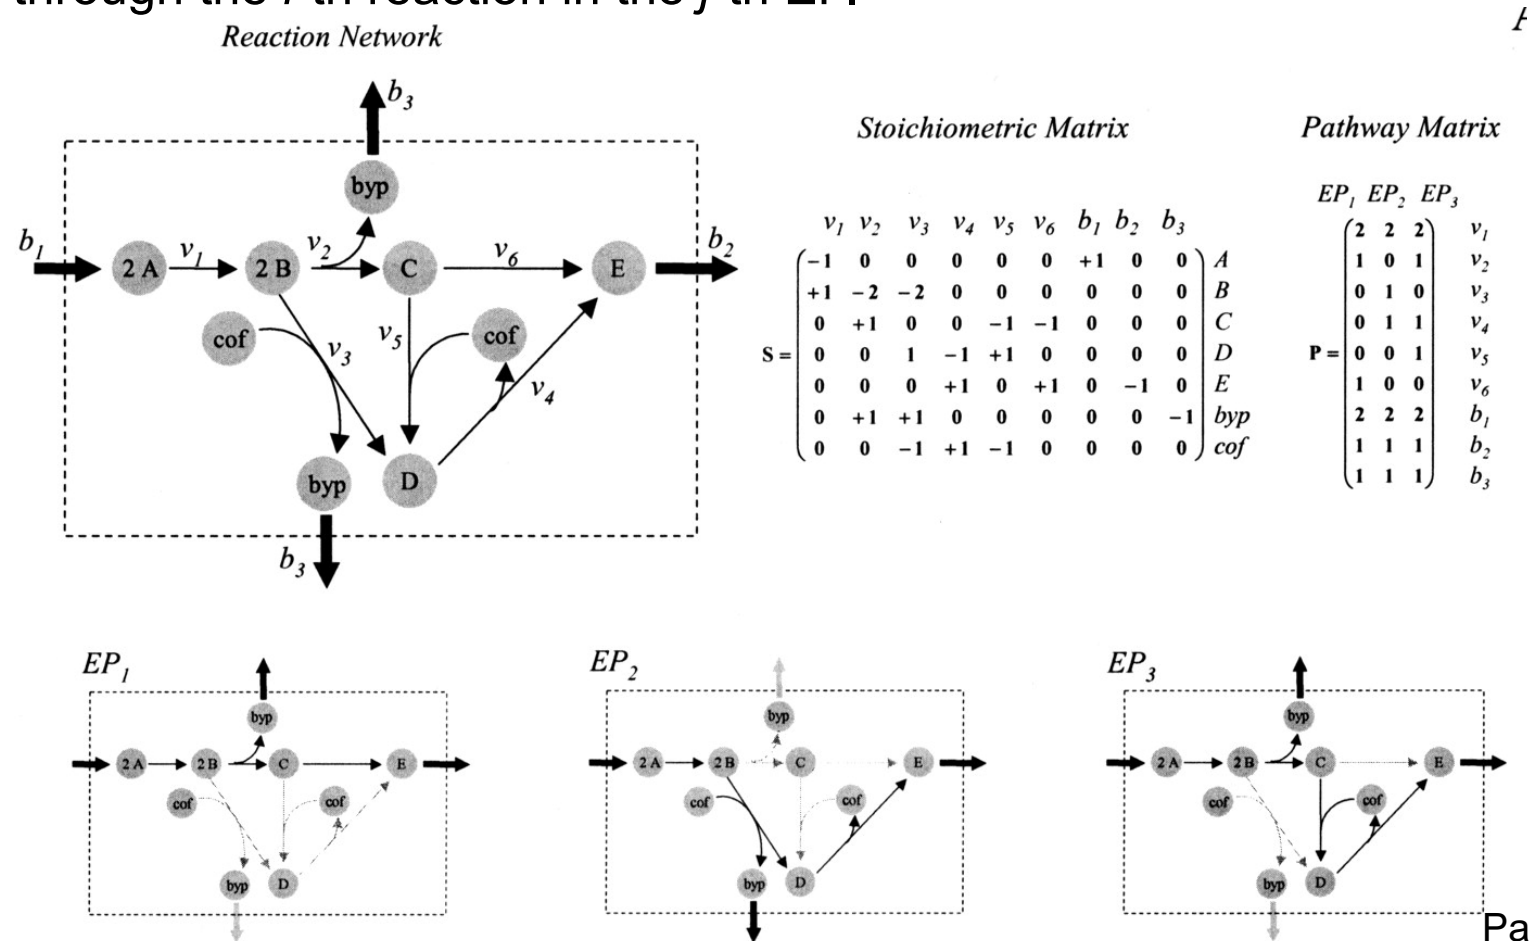 through the i-th reaction in the j-th EP.
Reaction Network
b3
byp
b1
2 A
v1
2 B
v2
C
v6
E
b2
cof
v3
v5
cof
v4
byp
D
b3
Stoichiometric Matrix
v1 v2 v3 v4 v5 v6 b1 b2 b3
−1 0 0 0 0 0 +1 0 0 A
+1 −2 −2 0 0 0 0 0 0 B
0 +1 0 0 −1 −1 0 0 0 C
S = 0 0 1 −1 +1 0 0 0 0 D
0 0 0 +1 0 +1 0 −1 0 E
0 +1 +1 0 0 0 0 0 −1 byp
0 0 −1 +1 −1 0 0 0 0 cof
Pathway Matrix
EP1 EP2 EP3
2 2 2 v1
1 0 1 v2
0 1 0 v3
0 1 1 v4
P = 0 0 1 v5
1 0 0 v6
2 2 2 b1
1 1 1 b2
1 1 1 b3
EP1
byp
2 A 2 B C E
cof cof
byp D
EP2
byp
2 A 2 B C E
cof cof
byp D
EP3
byp
2 A 2 B C E
cof cof
byp D
Pa